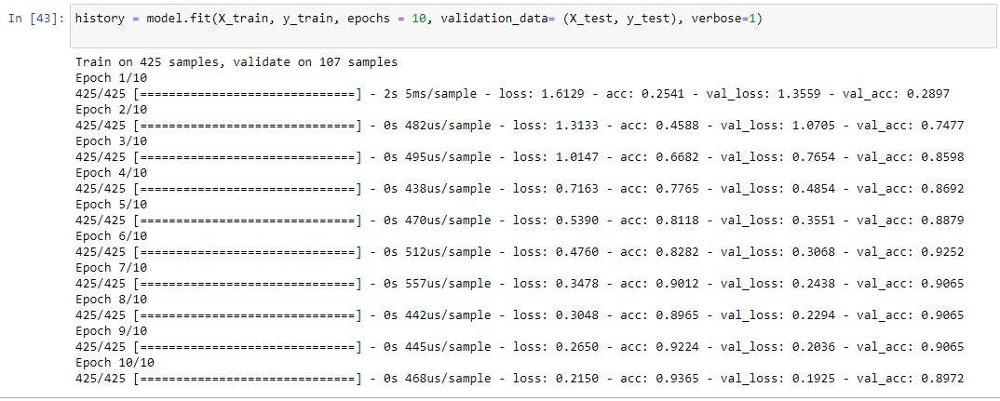 In [43]: history = model.fit(X_train, y_train, epochs = 10, validation_data= (X_test, y_test), verbose=1)
Train on 425 samples, validate on 107 samples
Epoch 1/10
425/425 [==============================] - 2s 5ms/sample - loss: 1.6129 - acc: 0.2541 - val_loss: 1.3559 - val_acc: 0.2897
Epoch 2/10
425/425 [==============================] - 0s 482us/sample - loss: 1.3133 - acc: 0.4588 - val_loss: 1.0705 - val_acc: 0.7477
Epoch 3/10
425/425 [==============================] - 0s 495us/sample - loss: 1.0147 - acc: 0.6682 - val_loss: 0.7654 - val_acc: 0.8598
Epoch 4/10
425/425 [==============================] - 0s 438us/sample - loss: 0.7163 - acc: 0.7765 - val_loss: 0.4854 - val_acc: 0.8692
Epoch 5/10
425/425 [==============================] - 0s 470us/sample - loss: 0.5390 - acc: 0.8118 - val_loss: 0.3551 - val_acc: 0.8879
Epoch 6/10
425/425 [==============================] - 0s 512us/sample - loss: 0.4760 - acc: 0.8282 - val_loss: 0.3068 - val_acc: 0.9252
Epoch 7/10
425/425 [==============================] - 0s 557us/sample - loss: 0.3478 - acc: 0.9012 - val_loss: 0.2438 - val_acc: 0.9065
Epoch 8/10
425/425 [==============================] - 0s 442us/sample - loss: 0.3048 - acc: 0.8965 - val_loss: 0.2294 - val_acc: 0.9065
Epoch 9/10
425/425 [==============================] - 0s 445us/sample - loss: 0.2650 - acc: 0.9224 - val_loss: 0.2036 - val_acc: 0.9065
Epoch 10/10
425/425 [==============================] - 0s 468us/sample - loss: 0.2150 - acc: 0.9365 - val_loss: 0.1925 - val_acc: 0.8972